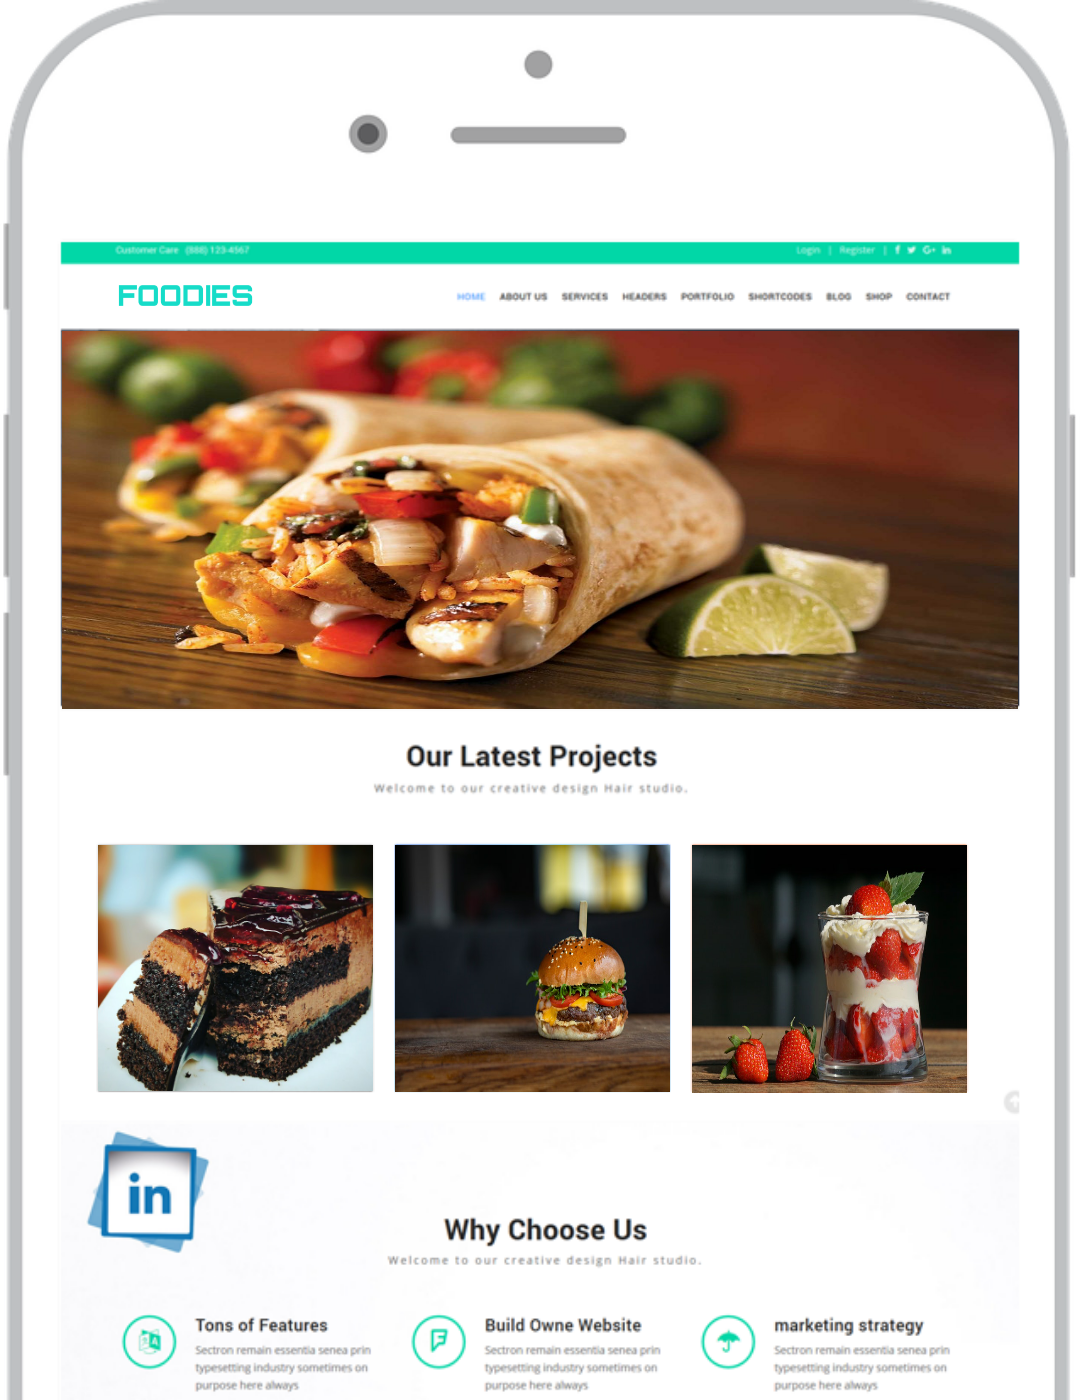 Customer Care (888) 123-4567
Login | Register | f G+ in
FOODIES
HOME ABOUT US SERVICES HEADERS PORTFOLIO SHORTCODES BLOG SHOP CONTACT
Our Latest Projects
Welcome to our creative design Hair studio.
in
Why Choose Us
Welcome to our creative design Hair studio.
Tons of Features
Sectron remain essentia senea prin
typesetting industry sometimes on
purpose here always
Build Owne Website
Sectron remain essentia senea prin
typesetting industry sometimes on
purpose here always
marketing strategy
Sectron remain essentia senea prin
typesetting industry sometimes on
purpose here always